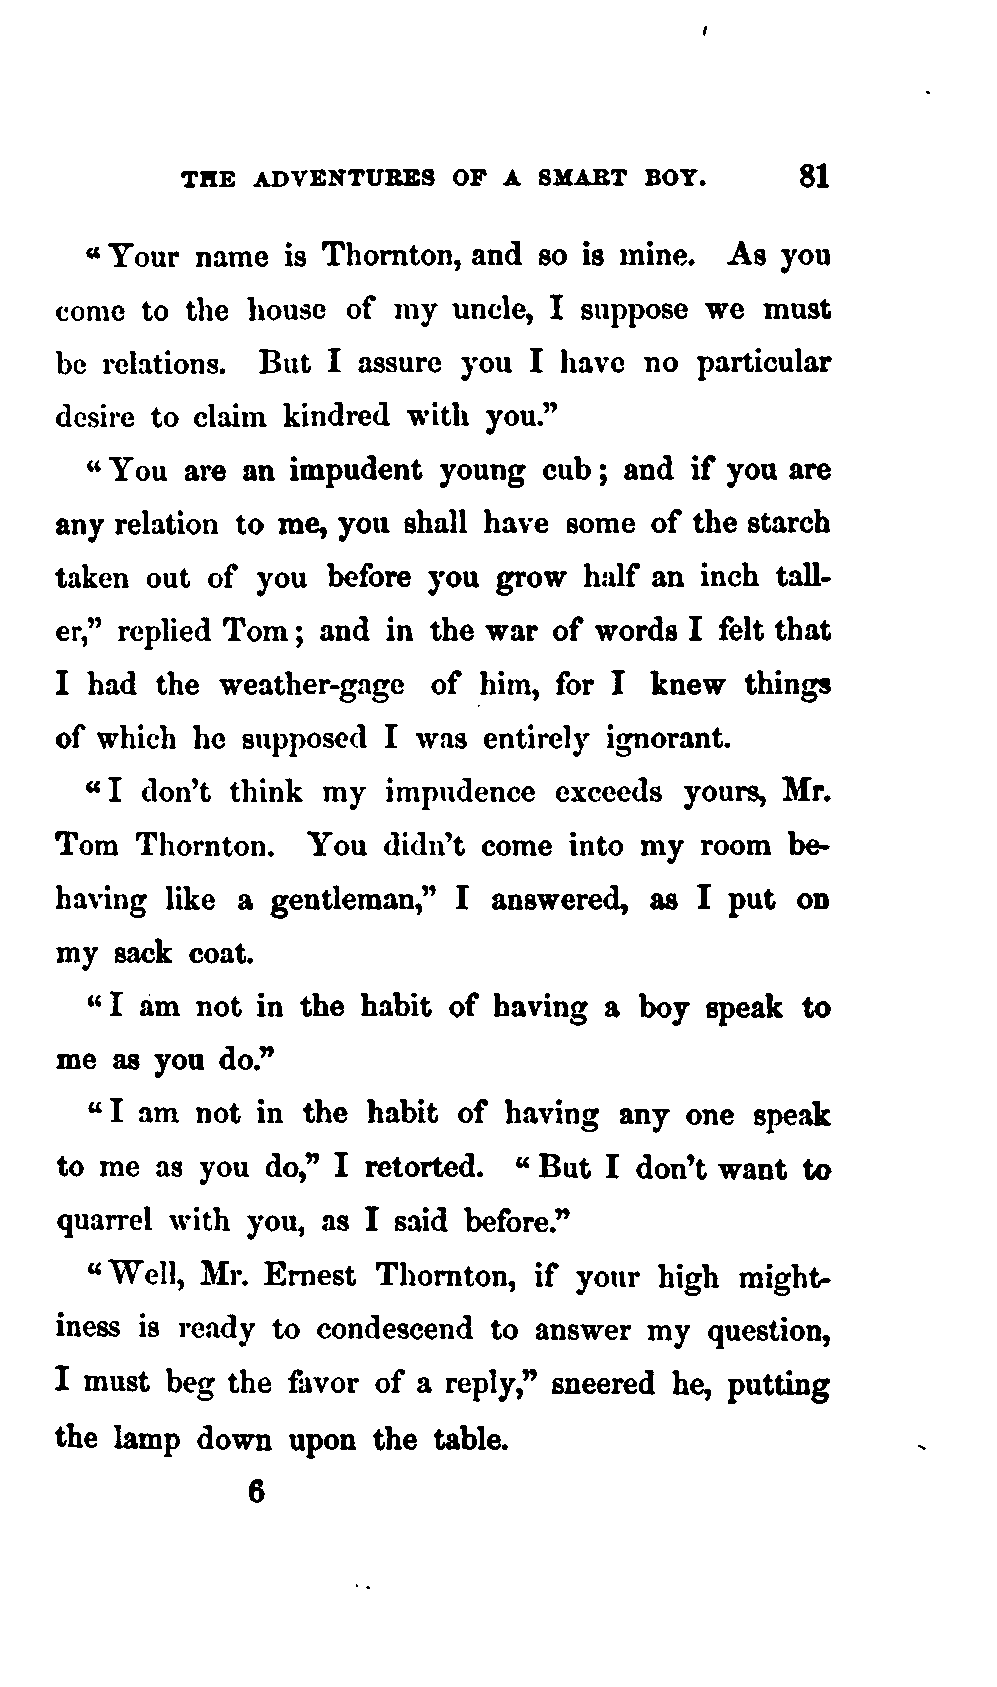 THE ADVENTURES OF A SMART BOY. 81
“Your name is Thornton, and so is mine. As you
come to the house of my uncle, I suppose we must
be relations. But I assure you I have no particular
desire to claim kindred with you.”
“You are an impudent young cub; and if you are
any relation to me, you shall have some of the starch
taken out of you before you grow half an inch tall-
er,” replied Tom; and in the war of words I felt that
I had the weather-gage of him, for I knew things
of which he supposed I was entirely ignorant.
“I don’t think my impudence exceeds yours, Mr.
Tom Thornton. You didn’t come into my room be-
having like a gentleman,” I answered, as I put on
my sack coat.
“I am not in the habit of having a boy speak to
me as you do.”
“I am not in the habit of having any one speak
to me as you do,” I retorted. “But I don’t want to
quarrel with you, as I said before.”
“Well, Mr. Ernest Thornton, if your high might-
iness is ready to condescend to answer my question,
I must beg the favor of a reply,” sneered he, putting
the lamp down upon the table.
6